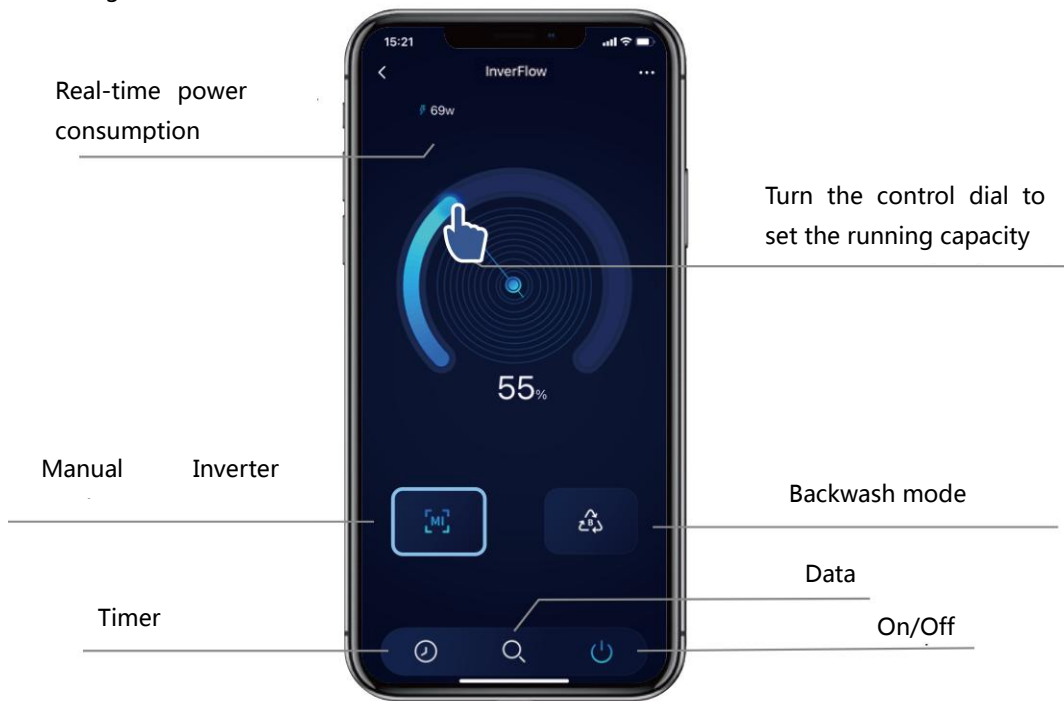 15:21
InverFlow
Real-time power
consumption
69w
Turn the control dial to
set the running capacity
55%
Manual Inverter
MI
B
Backwash mode
Data
Timer
On/Off